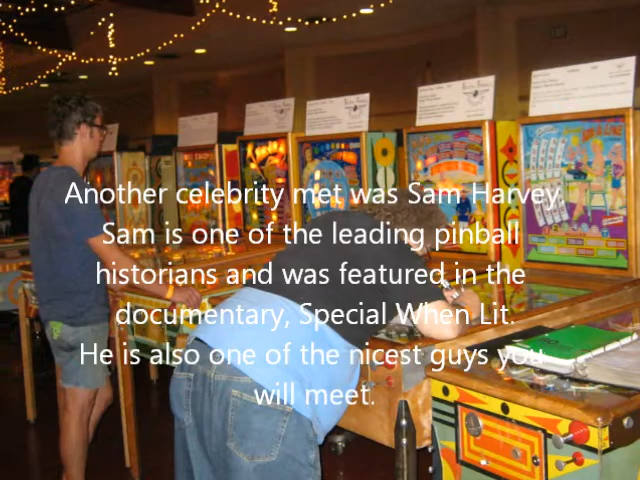 Another celebrity met was Sam Harvey.
Sam is one of the leading pinball
historians and was featured in the
documentary, Special When Lit.
He is also one of the nicest guys you
will meet.